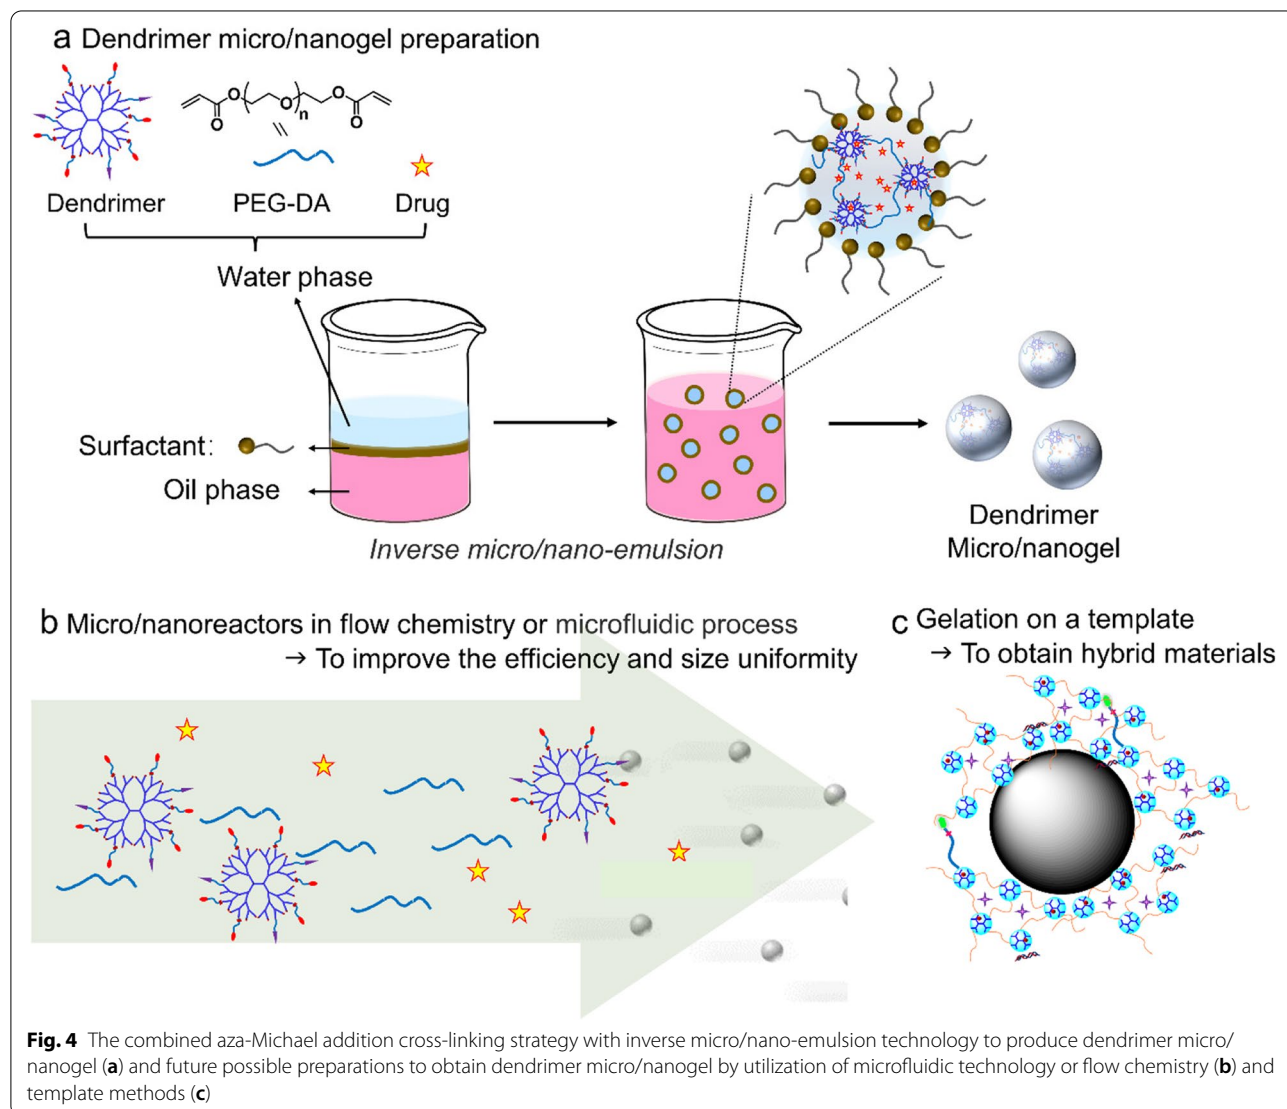 a Dendrimer micro/nanogel preparation
O
O
n
O
O
O
Dendrimer
PEG-DA
Drug
Water phase
Surfactant:
Oil phase
Inverse micro/nano-emulsion
Dendrimer
Micro/nanogel
b Micro/nanoreactors in flow chemistry or microfluidic process
→ To improve the efficiency and size uniformity
c Gelation on a template
→ To obtain hybrid materials
Fig. 4 The combined aza-Michael addition cross-linking strategy with inverse micro/nano-emulsion technology to produce dendrimer micro/
nanogel (a) and future possible preparations to obtain dendrimer micro/nanogel by utilization of microfluidic technology or flow chemistry (b) and
template methods (c)